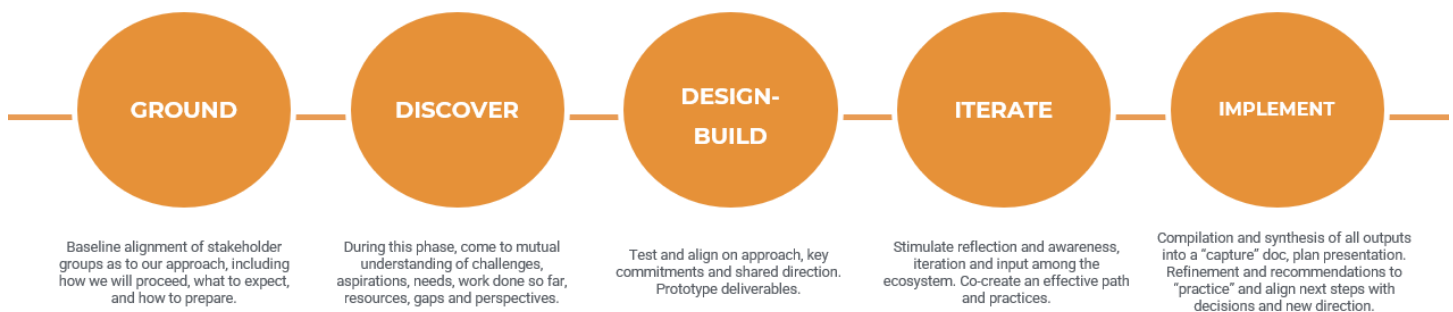 GROUND
Baseline alignment of stakeholder
groups as to our approach, including
how we will proceed, what to expect,
and how to prepare.
DISCOVER
During this phase, come to mutual
understanding of challenges,
aspirations, needs, work done so far,
resources, gaps and perspectives.
DESIGN-
BUILD
Test and align on approach, key
commitments and shared direction.
Prototype deliverables.
ITERATE
Stimulate reflection and awareness,
iteration and input among the
ecosystem. Co-create an effective path
and practices.
IMPLEMENT
Compilation and synthesis of all outputs
into a “capture” doc, plan presentation.
Refinement and recommendations to
“practice” and align next steps with
decisions and new direction.